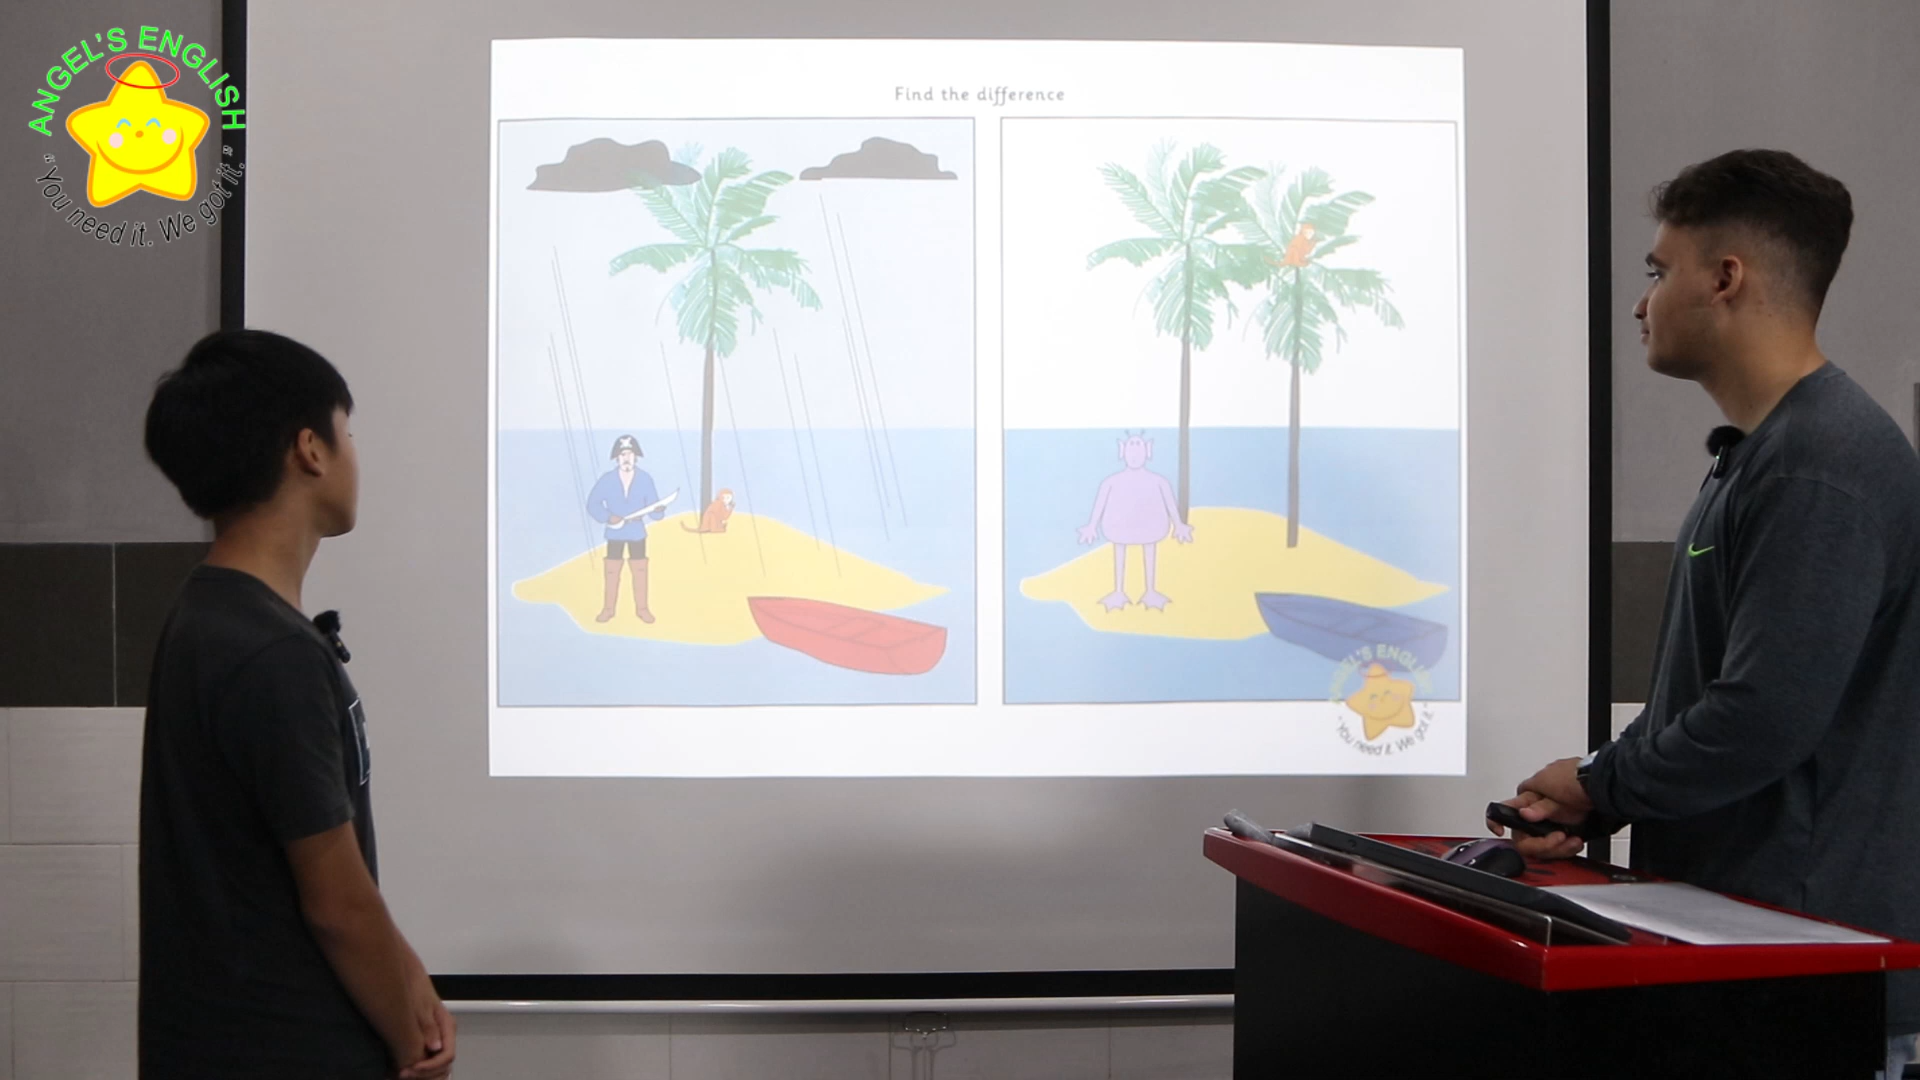 ANGEL'S ENGLISH
"You need it. We got it."
Find the difference
ANGEL'S ENGLISH
"You need it. We got it."